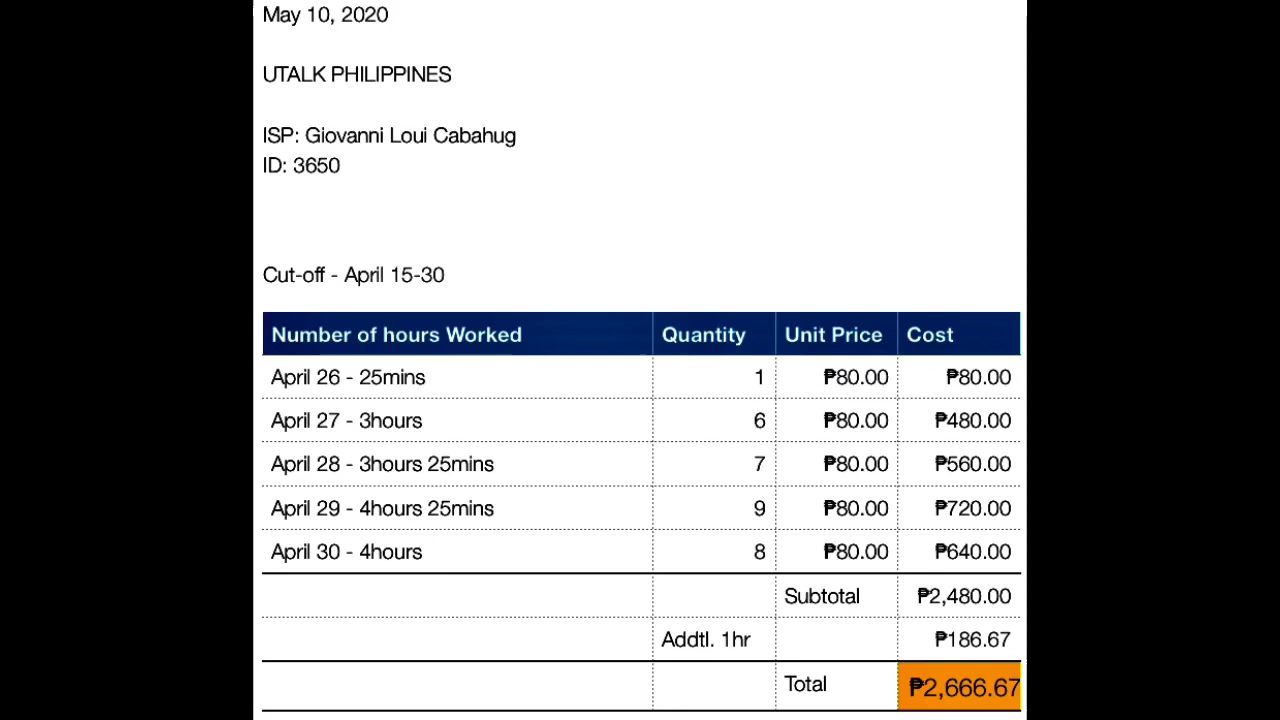 May 10, 2020
UTALK PHILIPPINES
ISP: Giovanni Loui Cabahug
ID: 3650
Cut-off - April 15-30
Number of hours Worked Quantity Unit Price Cost
April 26 - 25mins 1 ₱80.00 ₱80.00
April 27 - 3hours 6 ₱80.00 ₱480.00
April 28 - 3hours 25mins 7 ₱80.00 ₱560.00
April 29 - 4hours 25mins 9 ₱80.00 ₱720.00
April 30 - 4hours 8 ₱80.00 ₱640.00
Subtotal ₱2,480.00
Addtl. 1hr ₱186.67
Total ₱2,666.67